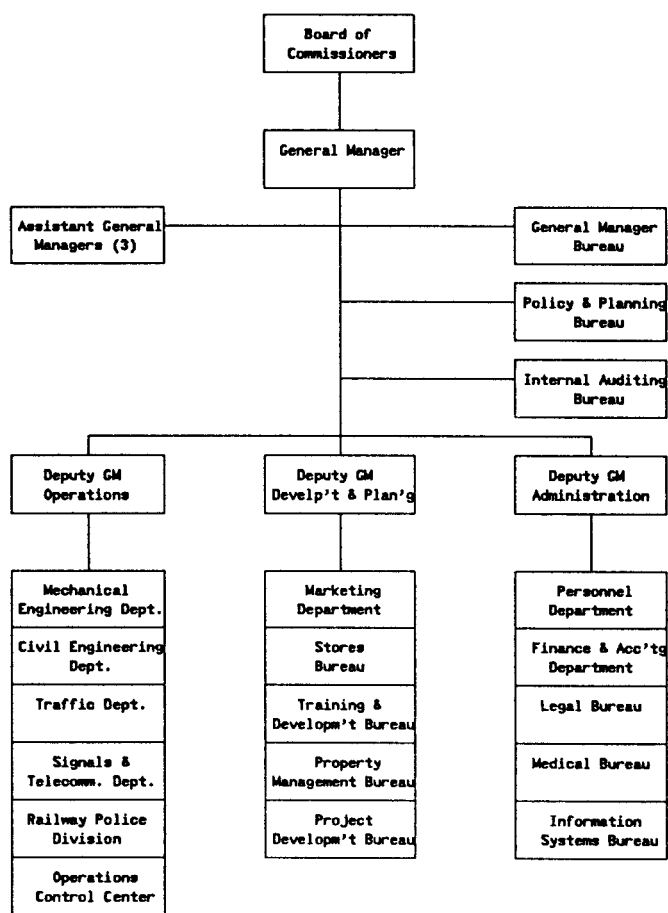 Board of
Commissioners
General Manager
Assistant General
Managers (3)
General Manager
Bureau
Policy & Planning
Bureau
Internal Auditing
Bureau
Deputy GM
Operations
Deputy GM
Develp't & Plan'g
Deputy GM
Administration
Mechanical
Engineering Dept.
Civil Engineering
Dept.
Traffic Dept.
Signals &
Telecomm. Dept.
Railway Police
Division
Operations
Control Center
Marketing
Department
Stores
Bureau
Training &
Developm't Bureau
Property
Management Bureau
Project
Developm't Bureau
Personnel
Department
Finance & Acc'tg
Department
Legal Bureau
Medical Bureau
Information
Systems Bureau